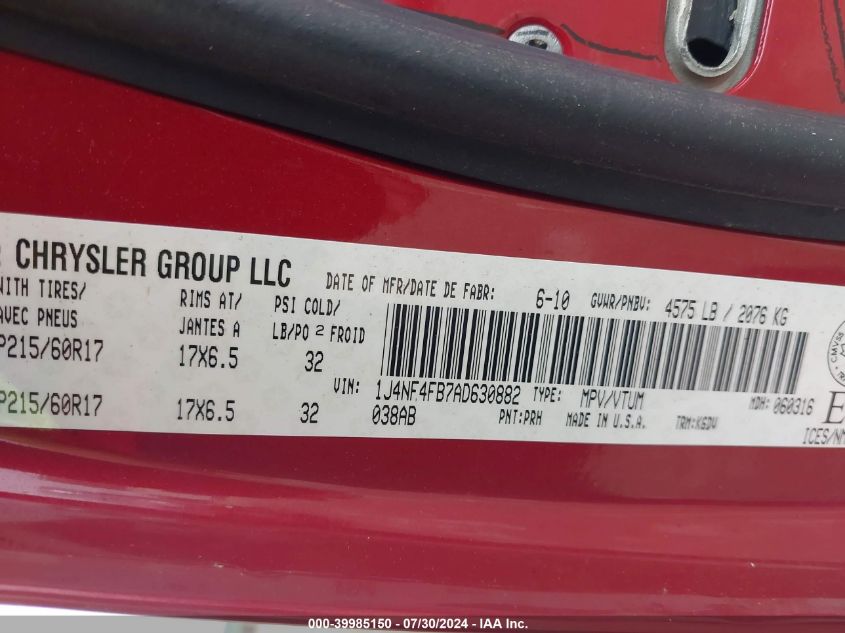 CHRYSLER GROUP LLC
DATE OF MFR/DATE DE FABR: 6-10 GVWR/PNBV: 4575 LB / 2076 KG
WITH TIRES/ RIMS AT/ PSI COLD/
AVEC PNEUS JANTES A LB/PO 2 FROID
P215/60R17 17X6.5 32
VIN: 1J4NF4FB7AD630882 TYPE: MPV/VTUM MDH: 060316
P215/60R17 17X6.5 32 038AB PNT:PRH MADE IN U.S.A. TRM:K6DV
CMVSS
ICES/NM
000-39985150 - 07/30/2024 - IAA Inc.